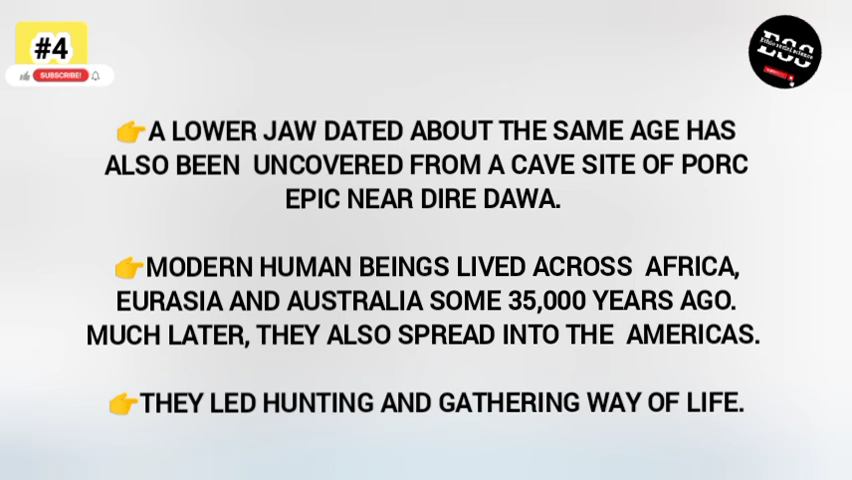 #4
SUBSCRIBE!
ESS
👉A LOWER JAW DATED ABOUT THE SAME AGE HAS
ALSO BEEN UNCOVERED FROM A CAVE SITE OF PORC
EPIC NEAR DIRE DAWA.
👉MODERN HUMAN BEINGS LIVED ACROSS AFRICA,
EURASIA AND AUSTRALIA SOME 35,000 YEARS AGO.
MUCH LATER, THEY ALSO SPREAD INTO THE AMERICAS.
👉THEY LED HUNTING AND GATHERING WAY OF LIFE.